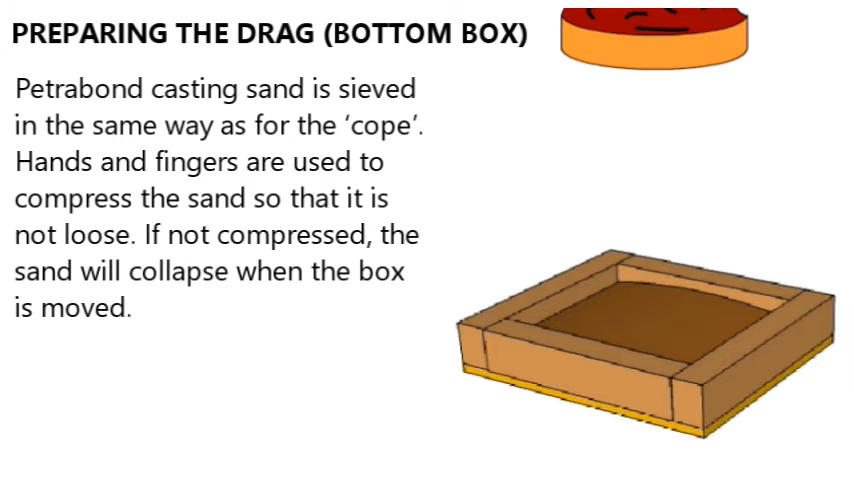 PREPARING THE DRAG (BOTTOM BOX)
Petrabond casting sand is sieved
in the same way as for the ‘cope’.
Hands and fingers are used to
compress the sand so that it is
not loose. If not compressed, the
sand will collapse when the box
is moved.